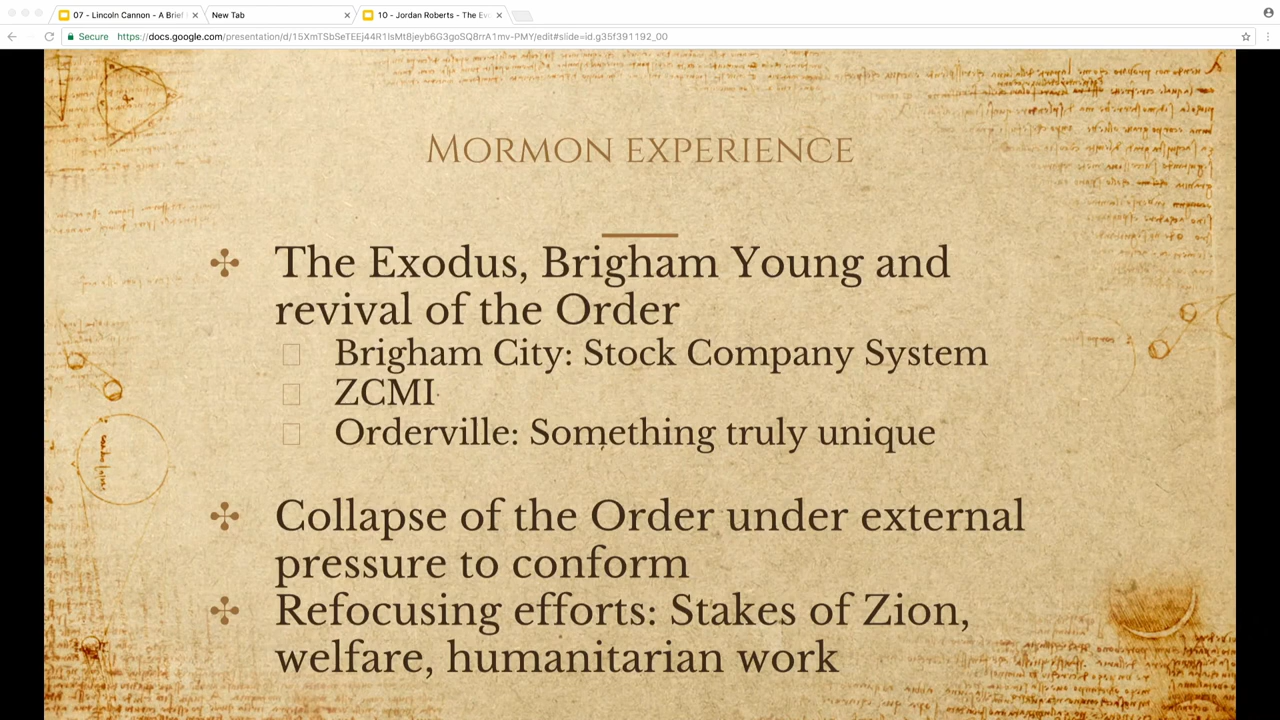 07 - Lincoln Cannon - A Brief
New Tab
10 - Jordan Roberts - The Ev
Secure
https://docs.google.com/presentation/d/15XmTSbSeTEEj44R1IsMt8jeyb6G3goSQ8rrA1mv-PMY/edit#slide=id.g35f391192_00
MORMON EXPERIENCE
The Exodus, Brigham Young and
revival of the Order
Brigham City: Stock Company System
ZCMI
Orderville: Something truly unique
Collapse of the Order under external
pressure to conform
Refocusing efforts: Stakes of Zion,
welfare, humanitarian work